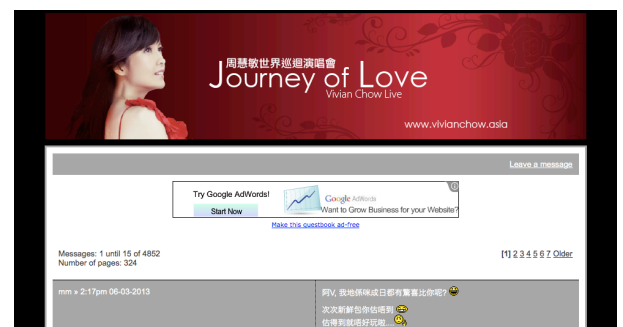 周慧敏世界巡迴演唱會
Journey of Love
Vivian Chow Live
www.vivianchow.asia
Leave a message
Try Google AdWords!
Start Now
Google AdWords
Want to Grow Business for your Website?
Make this guestbook ad-free
Messages: 1 until 15 of 4852
Number of pages: 324
[1] 2 3 4 5 6 7 Older
mm » 2:17pm 06-03-2013
阿V, 我地係咪成日都有驚喜比你呢?
次次新鮮包你估唔到
估得到就唔好玩啦....